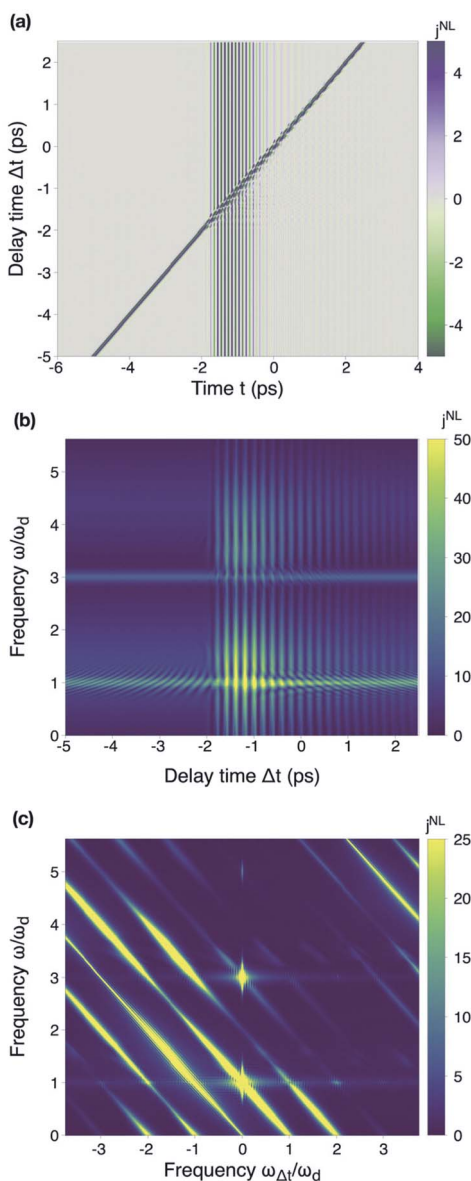 (a)
j^NL
2
1
0
-1
-2
-3
-4
-5
Delay time Δt (ps)
4
2
0
-2
-4
-6 -4 -2 0 2 4
Time t (ps)
(b)
j^NL
5
4
3
2
1
0
Frequency ω/ω_d
50
40
30
20
10
0
-5 -4 -3 -2 -1 0 1 2
Delay time Δt (ps)
(c)
j^NL
5
4
3
2
1
0
Frequency ω/ω_d
25
20
15
10
5
0
-3 -2 -1 0 1 2 3
Frequency ω_Δt/ω_d